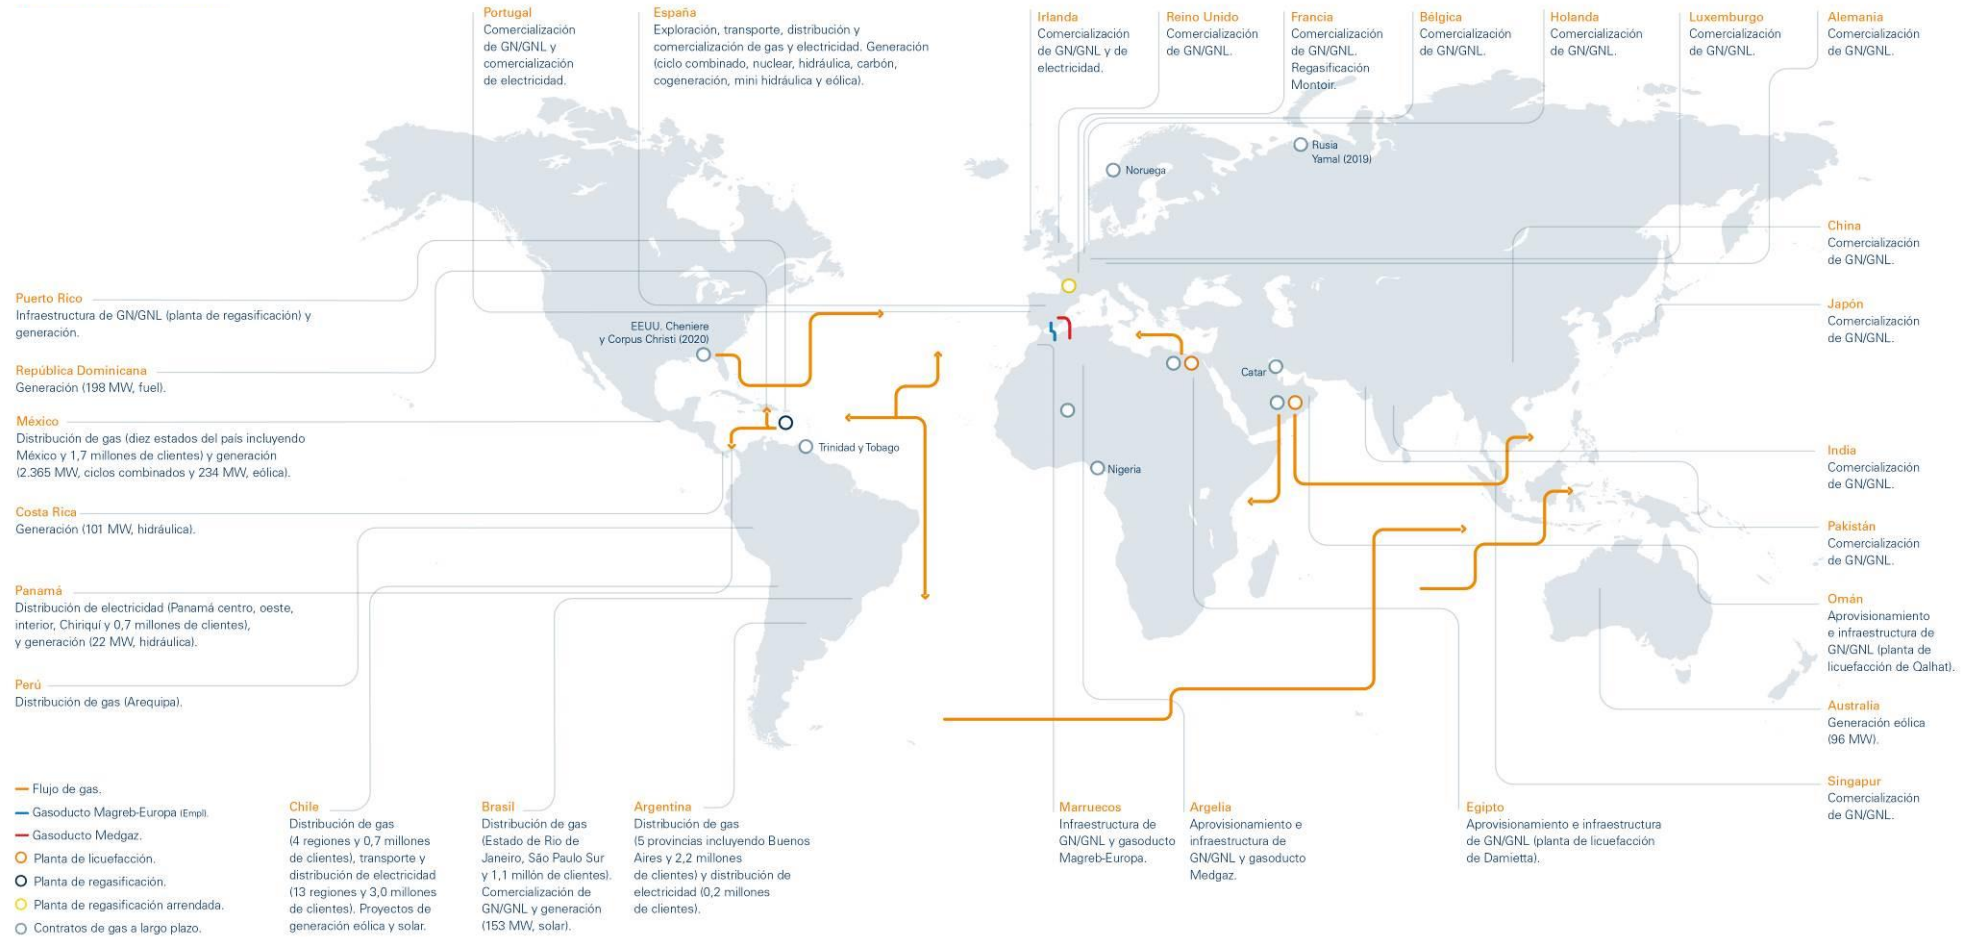 Portugal
Comercialización
de GN/GNL y
comercialización
de electricidad.
España
Exploración, transporte, distribución y
comercialización de gas y electricidad. Generación
(ciclo combinado, nuclear, hidráulica, carbón,
cogeneración, mini hidráulica y eólica).
Irlanda
Comercialización
de GN/GNL y de
electricidad.
Reino Unido
Comercialización
de GN/GNL.
Francia
Comercialización
de GN/GNL.
Regasificación
Montoir.
Bélgica
Comercialización
de GN/GNL.
Holanda
Comercialización
de GN/GNL.
Luxemburgo
Comercialización
de GN/GNL.
Alemania
Comercialización
de GN/GNL.
Rusia
Yamal (2019)
Noruega
China
Comercialización
de GN/GNL.
Puerto Rico
Infraestructura de GN/GNL (planta de regasificación) y
generación.
Japón
Comercialización
de GN/GNL.
EEUU. Cheniere
y Corpus Christi (2020)
República Dominicana
Generación (198 MW, fuel).
Catar
México
Distribución de gas (diez estados del país incluyendo
México y 1,7 millones de clientes) y generación
(2.365 MW, ciclos combinados y 234 MW, eólica).
Trinidad y Tobago
Nigeria
India
Comercialización
de GN/GNL.
Costa Rica
Generación (101 MW, hidráulica).
Pakistán
Comercialización
de GN/GNL.
Panamá
Distribución de electricidad (Panamá centro, oeste,
interior, Chiriquí y 0,7 millones de clientes),
y generación (22 MW, hidráulica).
Omán
Aprovisionamiento
e infraestructura de
GN/GNL (planta de
licuefacción de Qalhat).
Perú
Distribución de gas (Arequipa).
Australia
Generación eólica
(96 MW).
Singapur
Comercialización
de GN/GNL.
Flujo de gas.
Gasoducto Magreb-Europa (Empl).
Gasoducto Medgaz.
Planta de licuefacción.
Planta de regasificación.
Planta de regasificación arrendada.
Contratos de gas a largo plazo.
Chile
Distribución de gas
(4 regiones y 0,7 millones
de clientes), transporte y
distribución de electricidad
(13 regiones y 3,0 millones
de clientes). Proyectos de
generación eólica y solar.
Brasil
Distribución de gas
(Estado de Rio de
Janeiro, São Paulo Sur
y 1,1 millón de clientes).
Comercialización de
GN/GNL y generación
(153 MW, solar).
Argentina
Distribución de gas
(5 provincias incluyendo Buenos
Aires y 2,2 millones
de clientes) y distribución de
electricidad (0,2 millones
de clientes).
Marruecos
Infraestructura de
GN/GNL y gasoducto
Magreb-Europa.
Argelia
Aprovisionamiento e
infraestructura de
GN/GNL y gasoducto
Medgaz.
Egipto
Aprovisionamiento e infraestructura
de GN/GNL (planta de licuefacción
de Damietta).